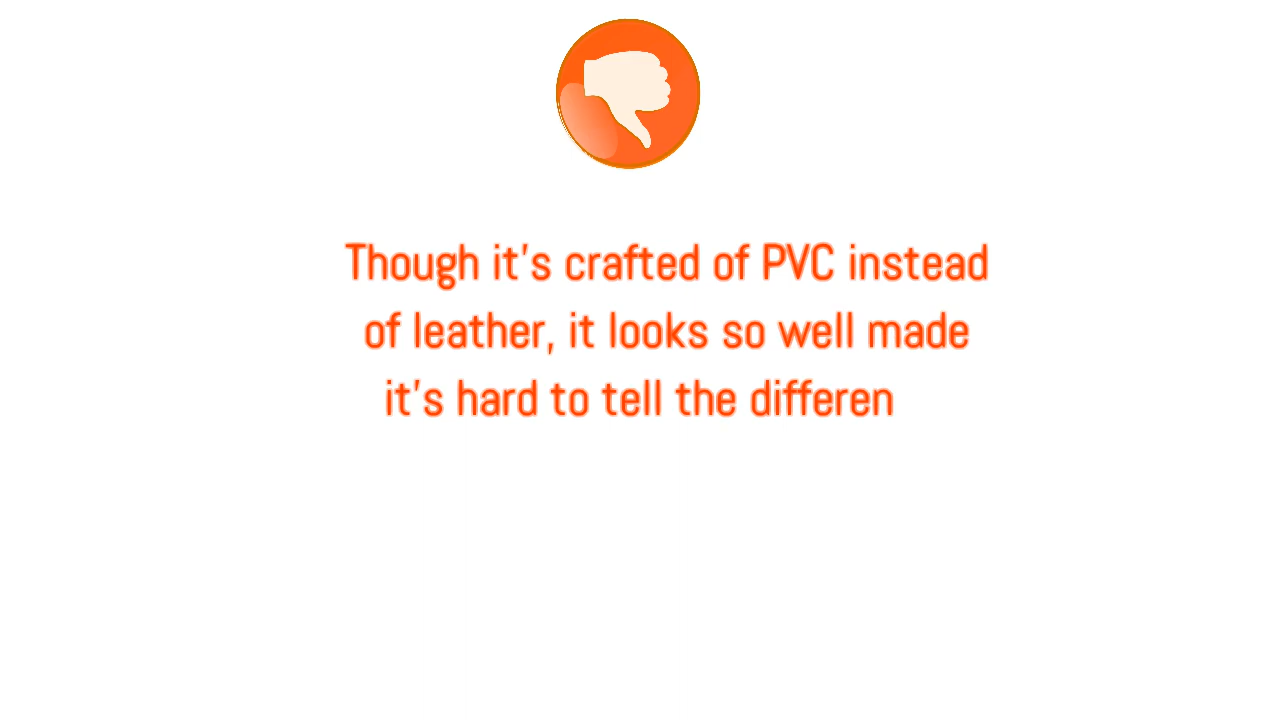 Though it's crafted of PVC instead
of leather, it looks so well made
it's hard to tell the differen